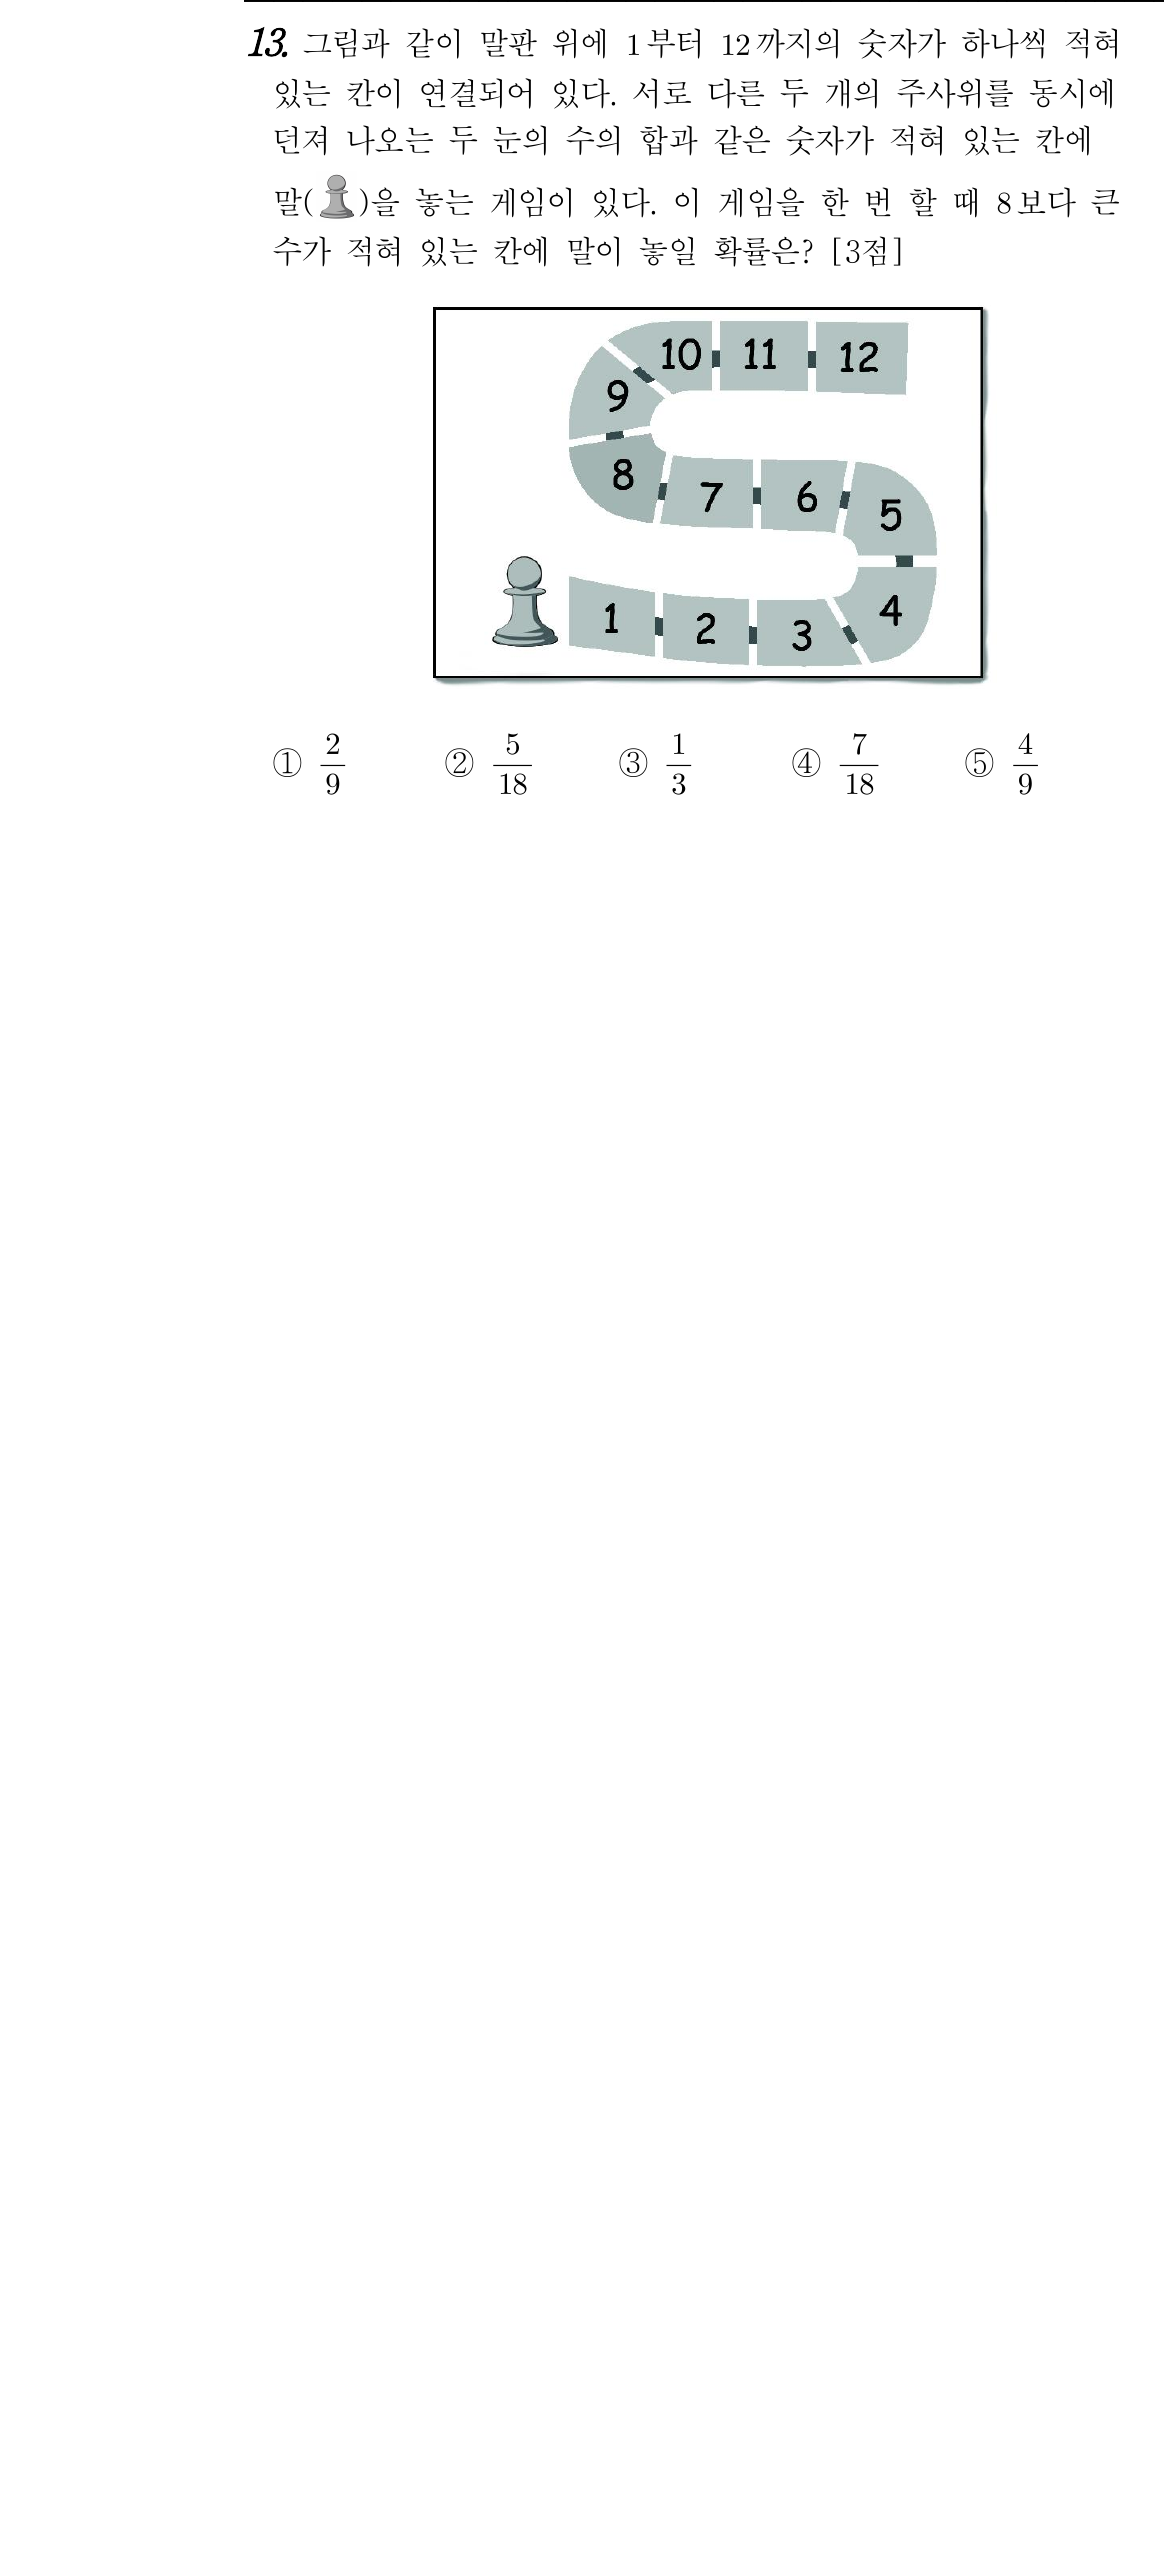 13. 그림과 같이 말판 위에 1부터 12까지의 숫자가 하나씩 적혀
있는 칸이 연결되어 있다. 서로 다른 두 개의 주사위를 동시에
던져 나오는 두 눈의 수의 합과 같은 숫자가 적혀 있는 칸에
말( )을 놓는 게임이 있다. 이 게임을 한 번 할 때 8보다 큰
수가 적혀 있는 칸에 말이 놓일 확률은? [3점]
10 11 12
9
8 7 6 5
1 2 3 4
① 2/9 ② 5/18 ③ 1/3 ④ 7/18 ⑤ 4/9